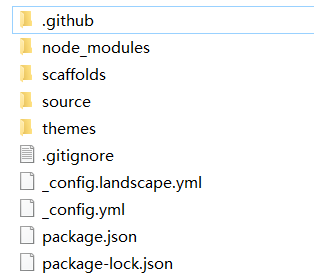 .github
node_modules
scaffolds
source
themes
.gitignore
_config.landscape.yml
_config.yml
package.json
package-lock.json